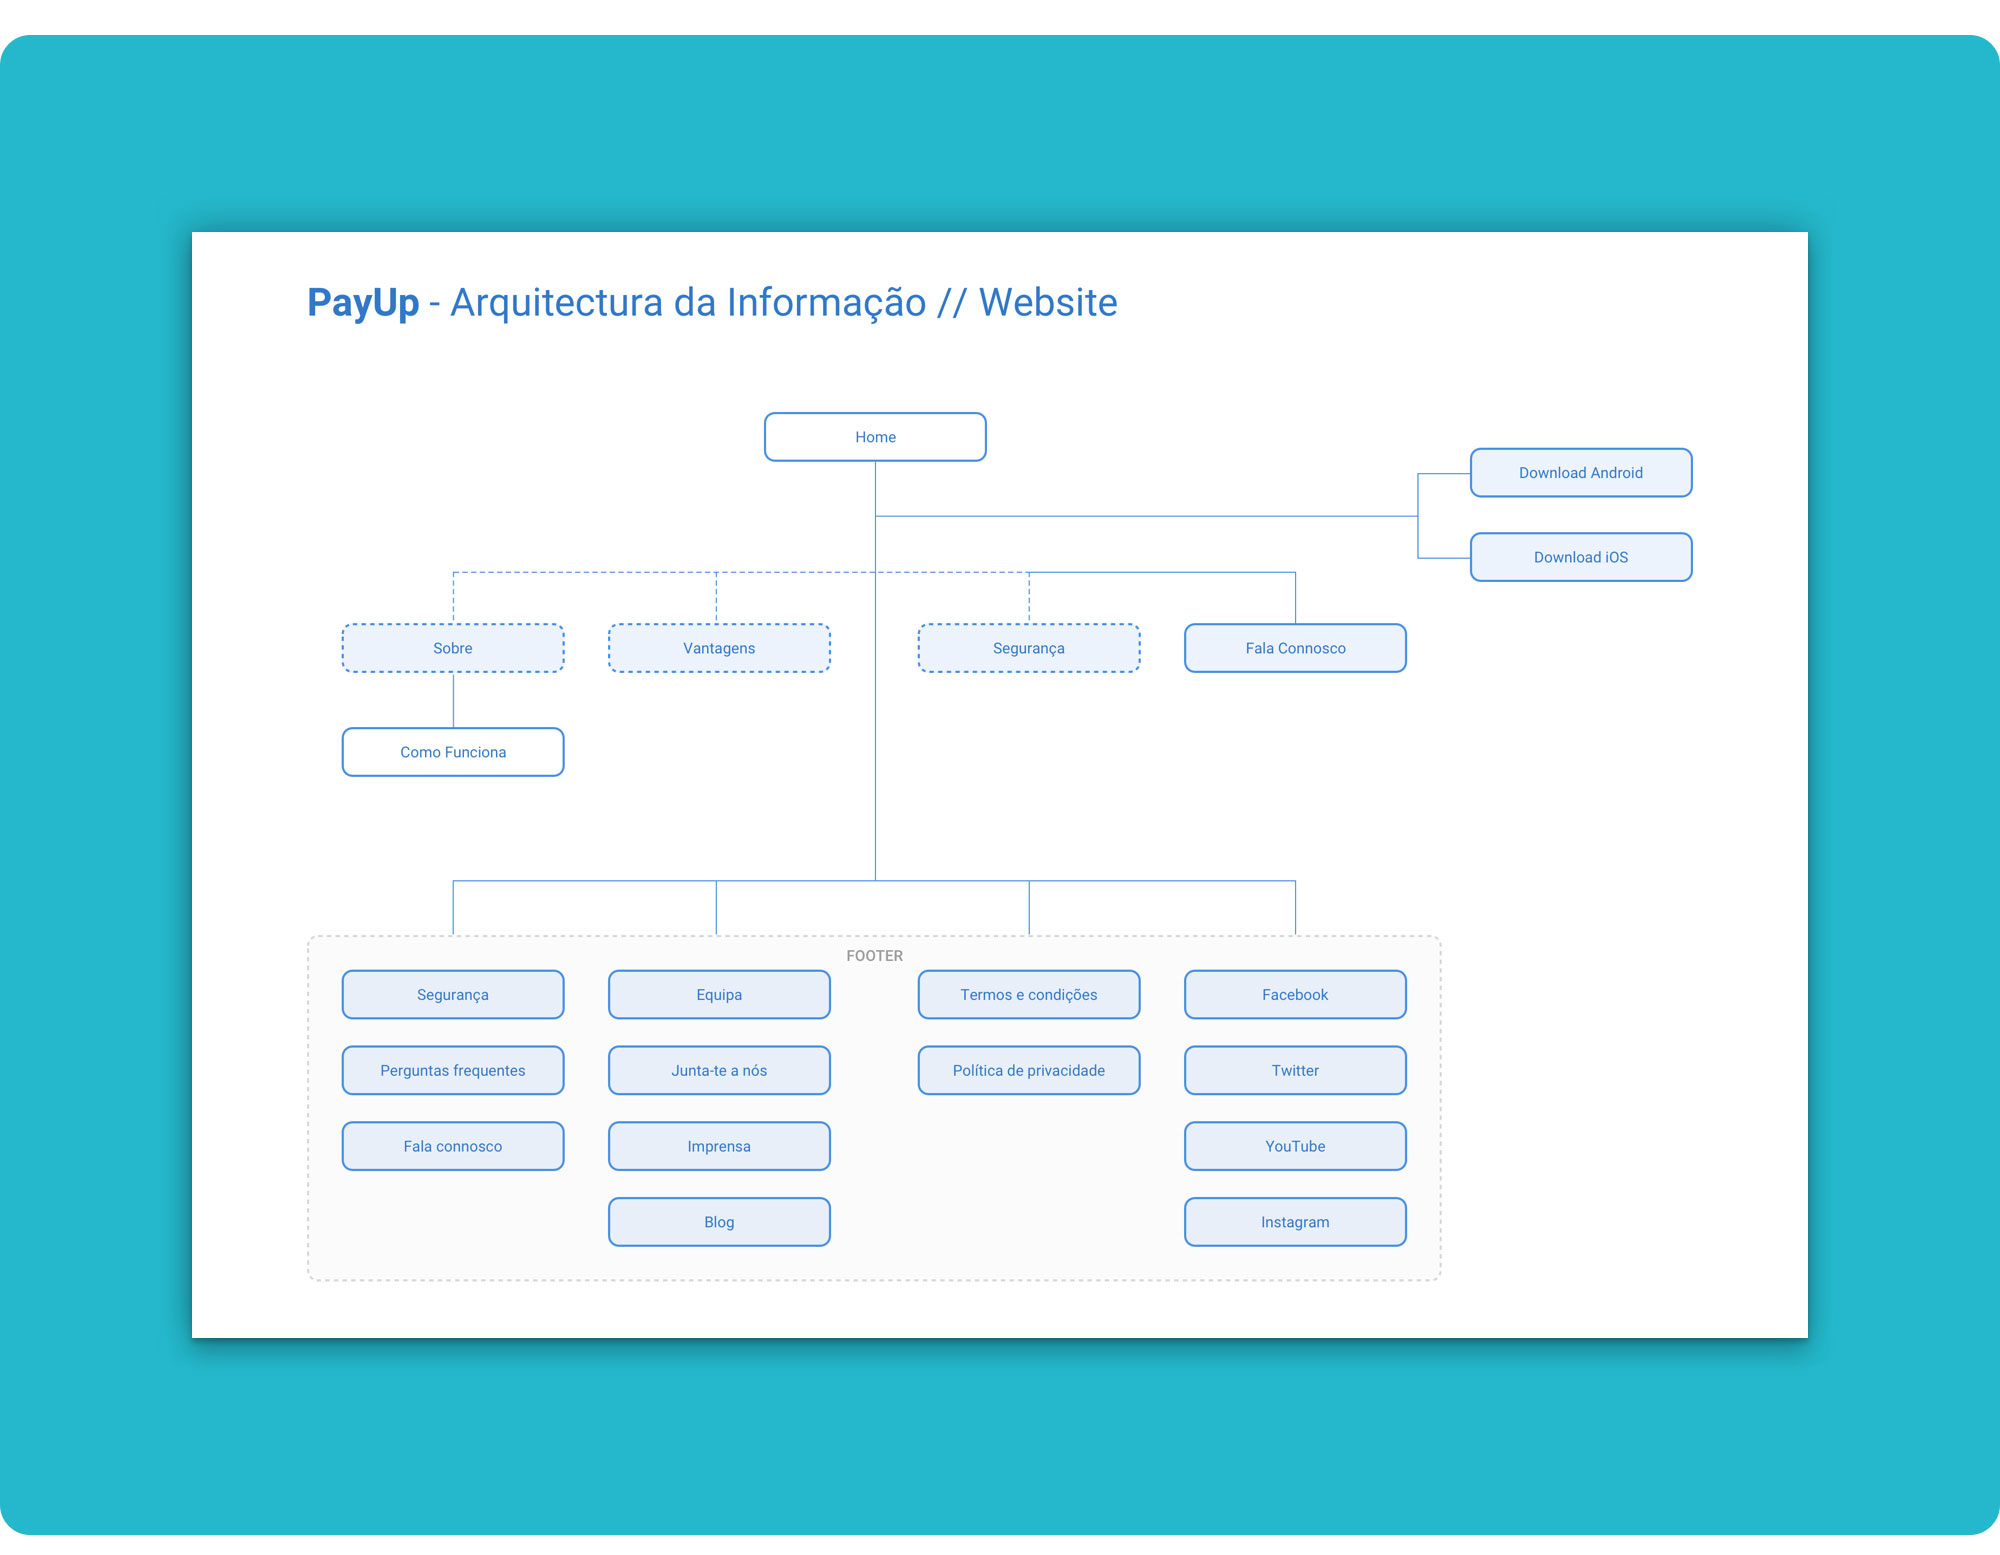 PayUp - Arquitectura da Informação // Website
Home
Download Android
Download iOS
Sobre
Vantagens
Segurança
Fala Connosco
Como Funciona
FOOTER
Segurança
Equipa
Termos e condições
Facebook
Perguntas frequentes
Junta-te a nós
Política de privacidade
Twitter
Fala connosco
Imprensa
YouTube
Blog
Instagram